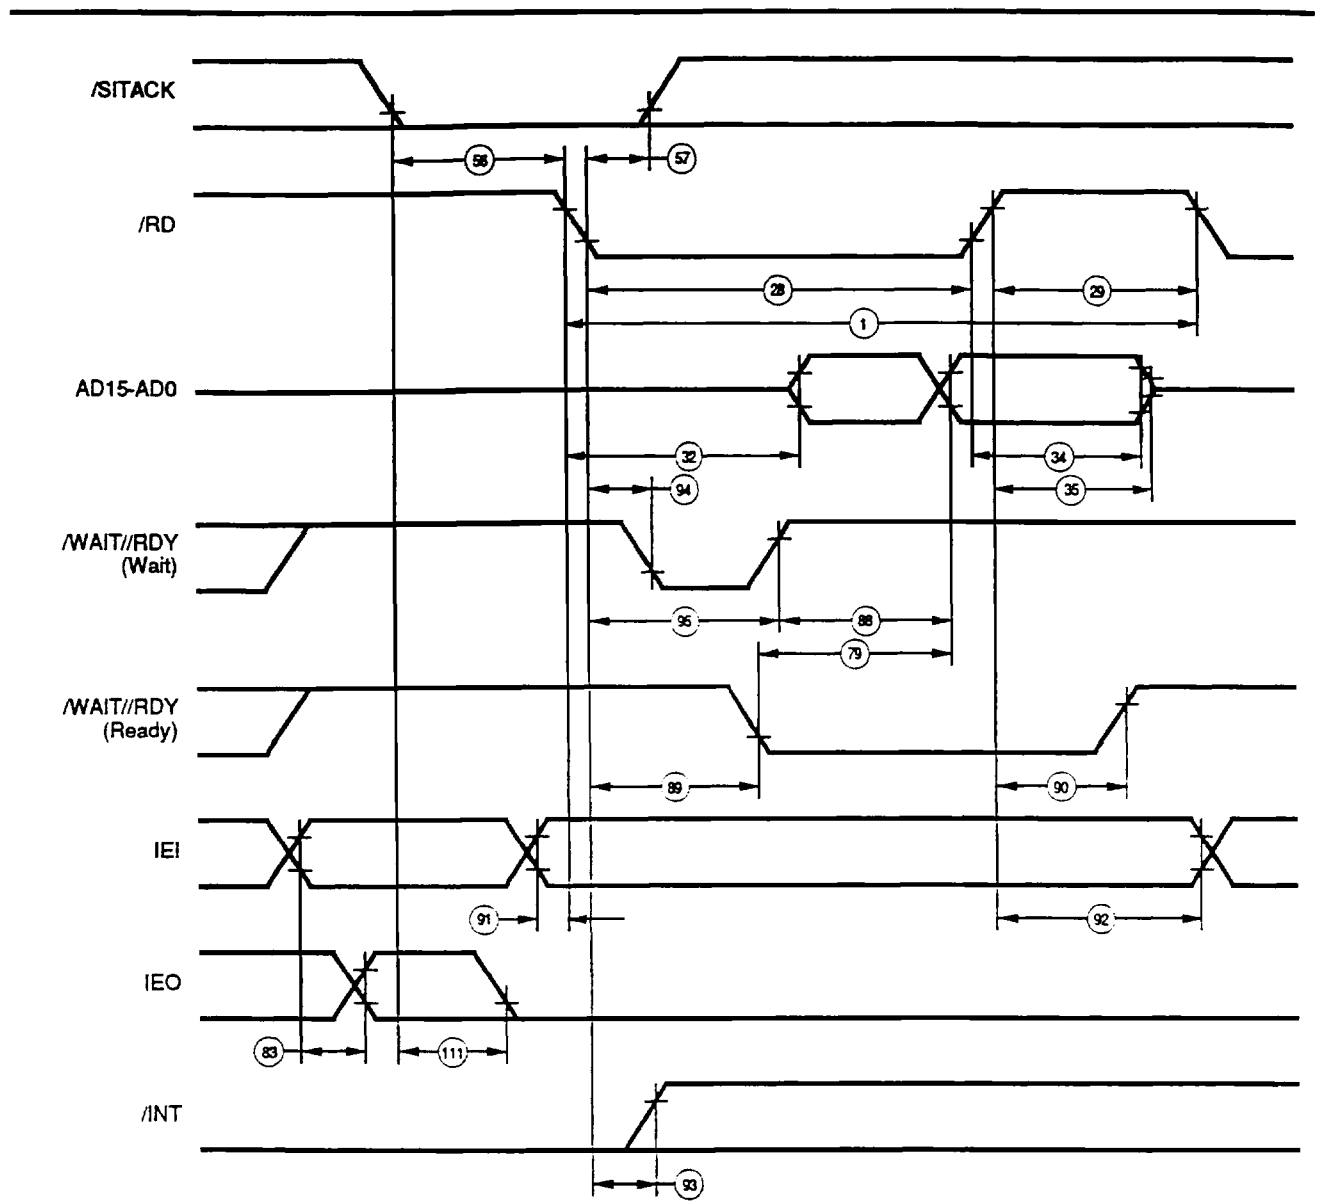 /SITACK
56
57
/RD
28
29
1
AD15-AD0
32
34
94
35
/WAIT//RDY
(Wait)
95
88
79
/WAIT//RDY
(Ready)
89
90
IEI
91
92
IEO
83
111
/INT
93